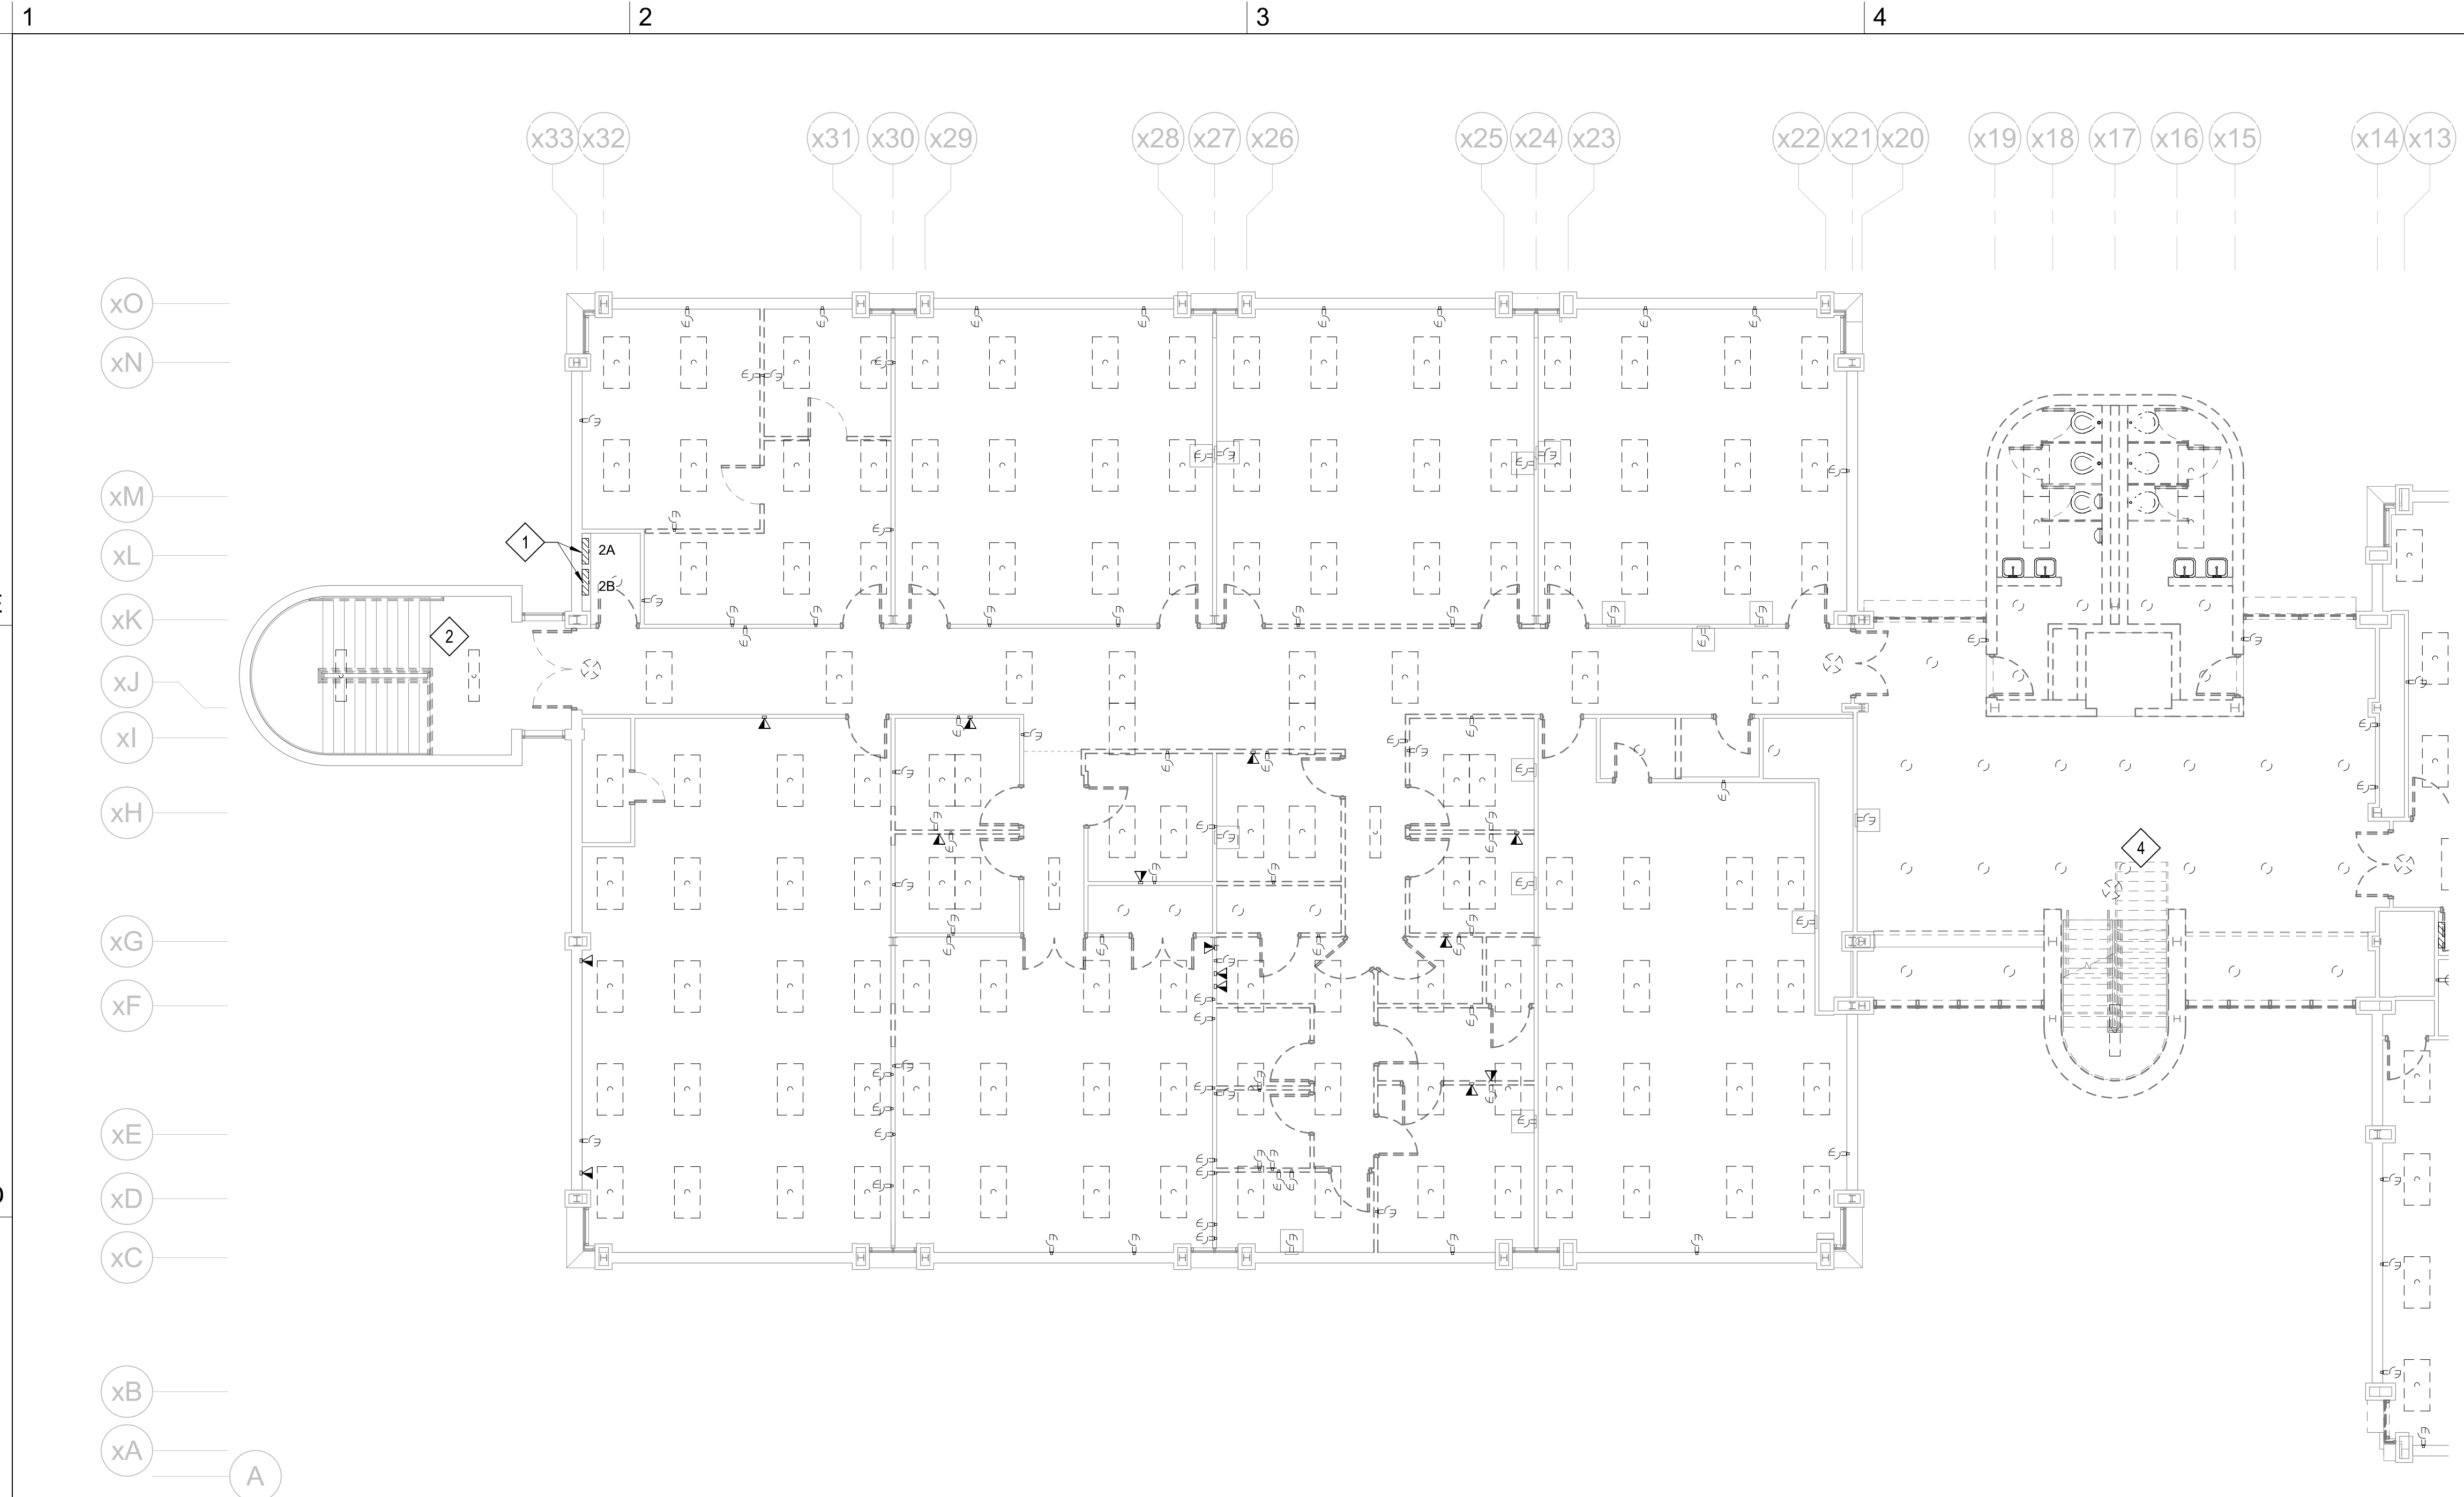 1 2 3 4
x33 x32 x31 x30 x29 x28 x27 x26 x25 x24 x23 x22 x21 x20 x19 x18 x17 x16 x15 x14 x13
xO
xN
xM
1 2A
xL
2B
xK
2
xJ
xI
xH
4
xG
xF
xE
xD
xC
xB
xA
A